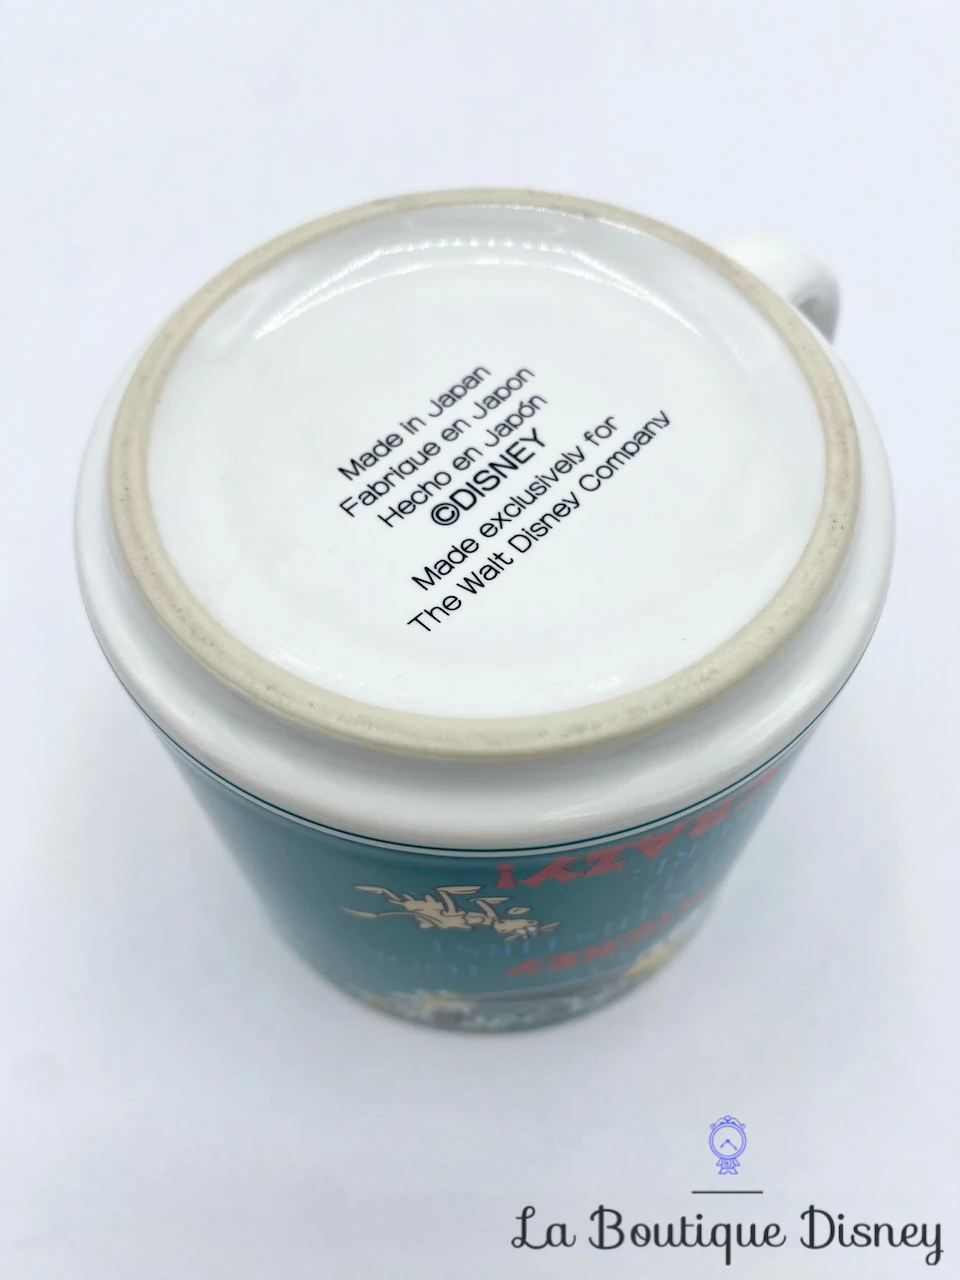 Made in Japan
Fabrique en Japon
Hecho en Japón
©DISNEY
Made exclusively for
The Walt Disney Company
La Boutique Disney